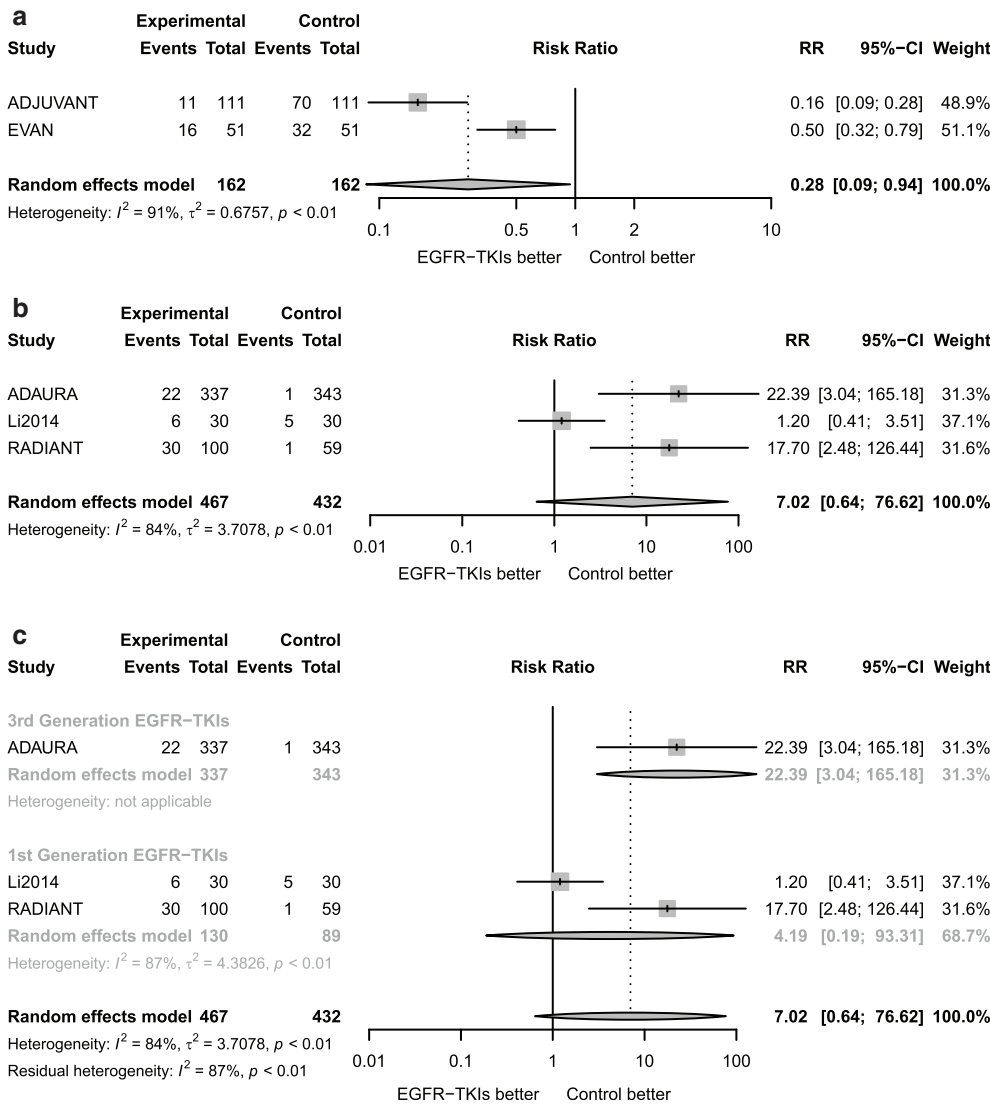 a
Experimental Control
Study Events Total Events Total Risk Ratio RR 95%−CI Weight
ADJUVANT 11 111 70 111 0.16 [0.09; 0.28] 48.9%
EVAN 16 51 32 51 0.50 [0.32; 0.79] 51.1%
Random effects model 162 162 0.28 [0.09; 0.94] 100.0%
Heterogeneity: I² = 91%, τ² = 0.6757, p < 0.01
0.1 0.5 1 2 10
EGFR−TKIs better Control better
b
Experimental Control
Study Events Total Events Total Risk Ratio RR 95%−CI Weight
ADAURA 22 337 1 343 22.39 [3.04; 165.18] 31.3%
Li2014 6 30 5 30 1.20 [0.41; 3.51] 37.1%
RADIANT 30 100 1 59 17.70 [2.48; 126.44] 31.6%
Random effects model 467 432 7.02 [0.64; 76.62] 100.0%
Heterogeneity: I² = 84%, τ² = 3.7078, p < 0.01
0.01 0.1 1 10 100
EGFR−TKIs better Control better
c
Experimental Control
Study Events Total Events Total Risk Ratio RR 95%−CI Weight
3rd Generation EGFR−TKIs
ADAURA 22 337 1 343 22.39 [3.04; 165.18] 31.3%
Random effects model 337 343 22.39 [3.04; 165.18] 31.3%
Heterogeneity: not applicable
1st Generation EGFR−TKIs
Li2014 6 30 5 30 1.20 [0.41; 3.51] 37.1%
RADIANT 30 100 1 59 17.70 [2.48; 126.44] 31.6%
Random effects model 130 89 4.19 [0.19; 93.31] 68.7%
Heterogeneity: I² = 87%, τ² = 4.3826, p < 0.01
Random effects model 467 432 7.02 [0.64; 76.62] 100.0%
Heterogeneity: I² = 84%, τ² = 3.7078, p < 0.01
Residual heterogeneity: I² = 87%, p < 0.01
0.01 0.1 1 10 100
EGFR−TKIs better Control better